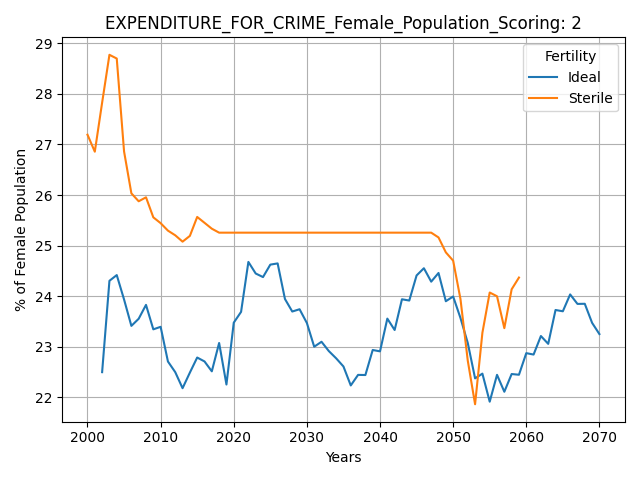 EXPENDITURE_FOR_CRIME_Female_Population_Scoring: 2
Fertility
Ideal
Sterile
% of Female Population
29
28
27
26
25
24
23
22
2000 2010 2020 2030 2040 2050 2060 2070
Years